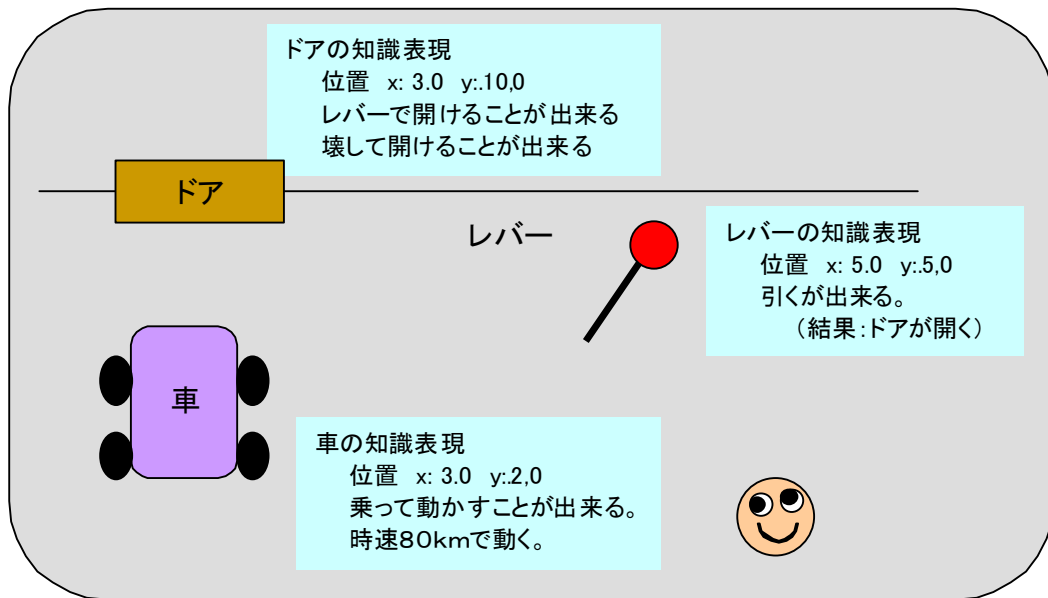 ドアの知識表現
位置 x: 3.0 y:.10,0
レバーで開けることが出来る
壊して開けることが出来る
ドア
レバー
レバーの知識表現
位置 x: 5.0 y:.5,0
引くが出来る。
（結果：ドアが開く）
車
車の知識表現
位置 x: 3.0 y:.2,0
乗って動かすことが出来る。
時速８０ｋｍで動く。